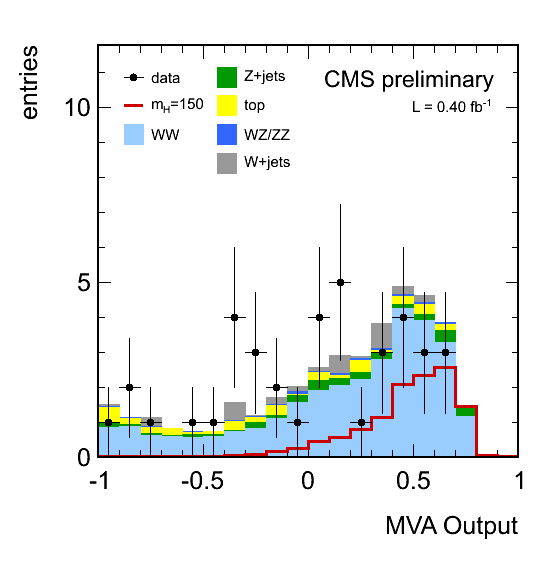 entries
10
5
0
data
m_H=150
WW
Z+jets
top
WZ/ZZ
W+jets
CMS preliminary
L = 0.40 fb⁻¹
-1 -0.5 0 0.5 1
MVA Output